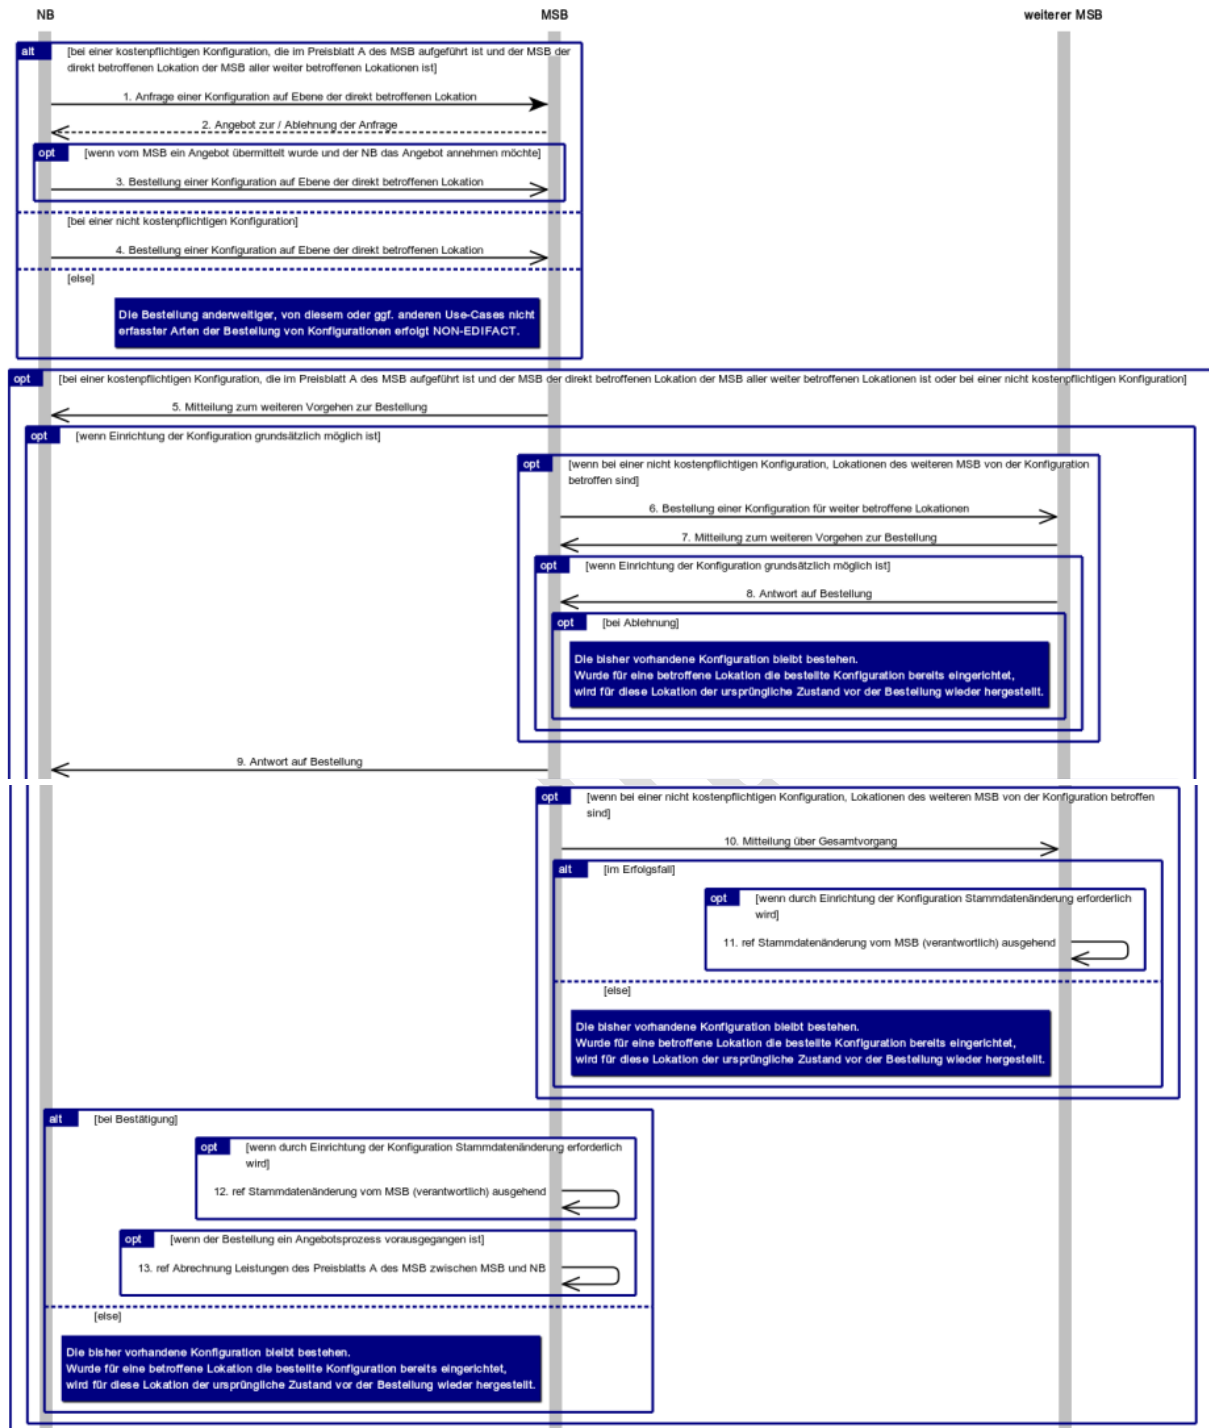 NB
MSB
weiterer MSB
alt
[bei einer kostenpflichtigen Konfiguration, die im Preisblatt A des MSB aufgeführt ist und der MSB der
direkt betroffenen Lokation der MSB aller weiter betroffenen Lokationen ist]
1. Anfrage einer Konfiguration auf Ebene der direkt betroffenen Lokation
2. Angebot zur / Ablehnung der Anfrage
opt
[wenn vom MSB ein Angebot übermittelt wurde und der NB das Angebot annehmen möchte]
3. Bestellung einer Konfiguration auf Ebene der direkt betroffenen Lokation
[bei einer nicht kostenpflichtigen Konfiguration]
4. Bestellung einer Konfiguration auf Ebene der direkt betroffenen Lokation
[else]
Die Bestellung anderweitiger, von diesem oder ggf. anderen Use-Cases nicht
erfasster Arten der Bestellung von Konfigurationen erfolgt NON-EDIFACT.
opt
[bei einer kostenpflichtigen Konfiguration, die im Preisblatt A des MSB aufgeführt ist und der MSB der direkt betroffenen Lokation der MSB aller weiter betroffenen Lokationen ist oder bei einer nicht kostenpflichtigen Konfiguration]
5. Mitteilung zum weiteren Vorgehen zur Bestellung
opt
[wenn Einrichtung der Konfiguration grundsätzlich möglich ist]
opt
[wenn bei einer nicht kostenpflichtigen Konfiguration, Lokationen des weiteren MSB von der Konfiguration
betroffen sind]
6. Bestellung einer Konfiguration für weiter betroffene Lokationen
7. Mitteilung zum weiteren Vorgehen zur Bestellung
opt
[wenn Einrichtung der Konfiguration grundsätzlich möglich ist]
8. Antwort auf Bestellung
opt
[bei Ablehnung]
Die bisher vorhandene Konfiguration bleibt bestehen.
Wurde für eine betroffene Lokation die bestellte Konfiguration bereits eingerichtet,
wird für diese Lokation der ursprüngliche Zustand vor der Bestellung wieder hergestellt.
9. Antwort auf Bestellung
opt
[wenn bei einer nicht kostenpflichtigen Konfiguration, Lokationen des weiteren MSB von der Konfiguration betroffen
sind]
10. Mitteilung über Gesamtvorgang
alt
[im Erfolgsfall]
opt
[wenn durch Einrichtung der Konfiguration Stammdatenänderung erforderlich
wird]
11. ref Stammdatenänderung vom MSB (verantwortlich) ausgehend
[else]
Die bisher vorhandene Konfiguration bleibt bestehen.
Wurde für eine betroffene Lokation die bestellte Konfiguration bereits eingerichtet,
wird für diese Lokation der ursprüngliche Zustand vor der Bestellung wieder hergestellt.
alt
[bei Bestätigung]
opt
[wenn durch Einrichtung der Konfiguration Stammdatenänderung erforderlich
wird]
12. ref Stammdatenänderung vom MSB (verantwortlich) ausgehend
opt
[wenn der Bestellung ein Angebotsprozess vorausgegangen ist]
13. ref Abrechnung Leistungen des Preisblatts A des MSB zwischen MSB und NB
[else]
Die bisher vorhandene Konfiguration bleibt bestehen.
Wurde für eine betroffene Lokation die bestellte Konfiguration bereits eingerichtet,
wird für diese Lokation der ursprüngliche Zustand vor der Bestellung wieder hergestellt.